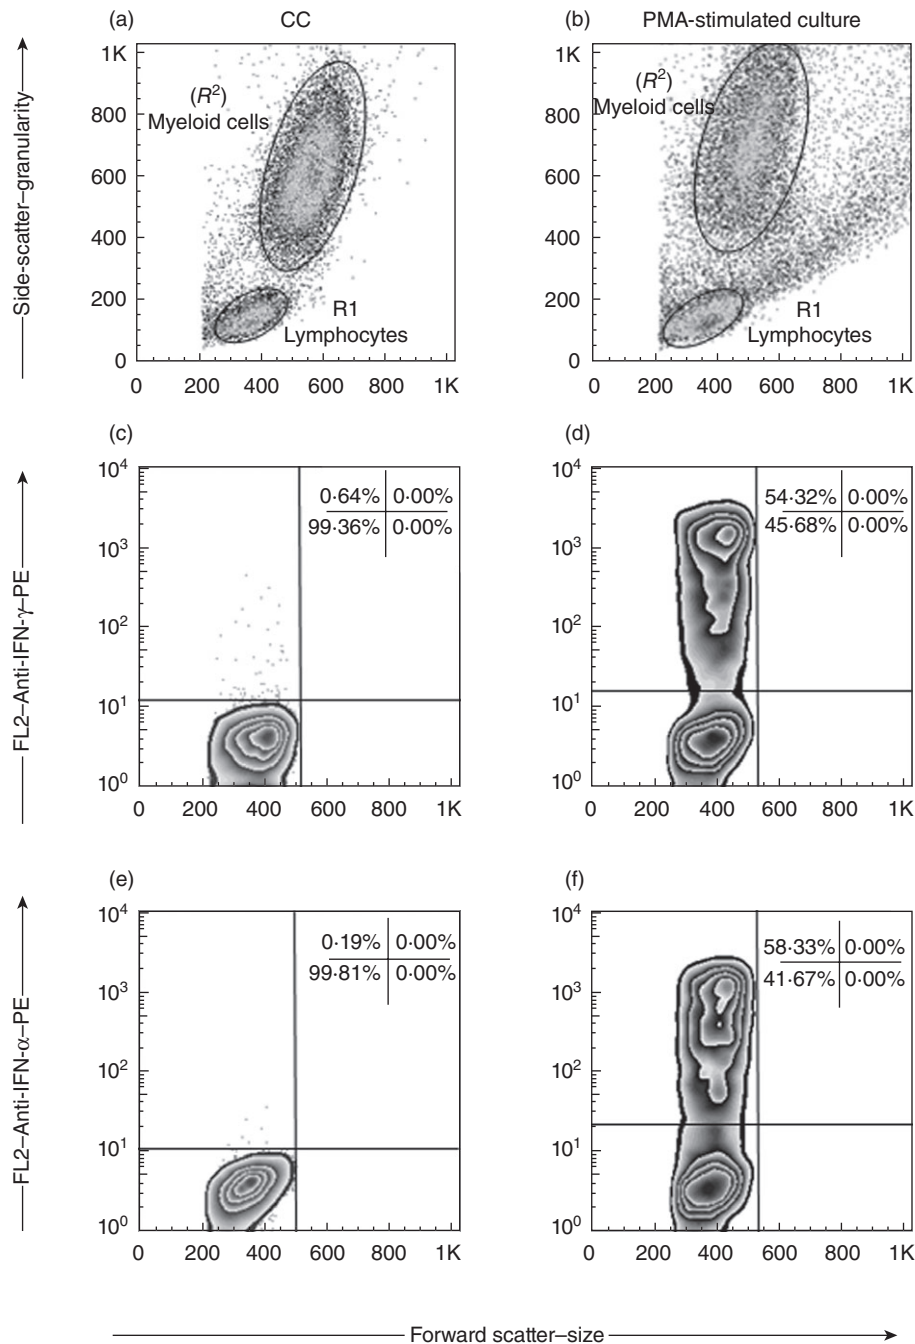 (a) CC
(b) PMA-stimulated culture
Side-scatter–granularity
1K
800
600
400
200
0
(R²)
Myeloid cells
R1
Lymphocytes
0 200 400 600 800 1K
1K
800
600
400
200
0
(R²)
Myeloid cells
R1
Lymphocytes
0 200 400 600 800 1K
(c)
FL2–Anti-IFN-γ–PE
10⁴
10³
10²
10¹
10⁰
0·64% 0·00%
99·36% 0·00%
0 200 400 600 800 1K
(d)
10⁴
10³
10²
10¹
10⁰
54·32% 0·00%
45·68% 0·00%
0 200 400 600 800 1K
(e)
FL2–Anti-IFN-α–PE
10⁴
10³
10²
10¹
10⁰
0·19% 0·00%
99·81% 0·00%
0 200 400 600 800 1K
(f)
10⁴
10³
10²
10¹
10⁰
58·33% 0·00%
41·67% 0·00%
0 200 400 600 800 1K
Forward scatter–size